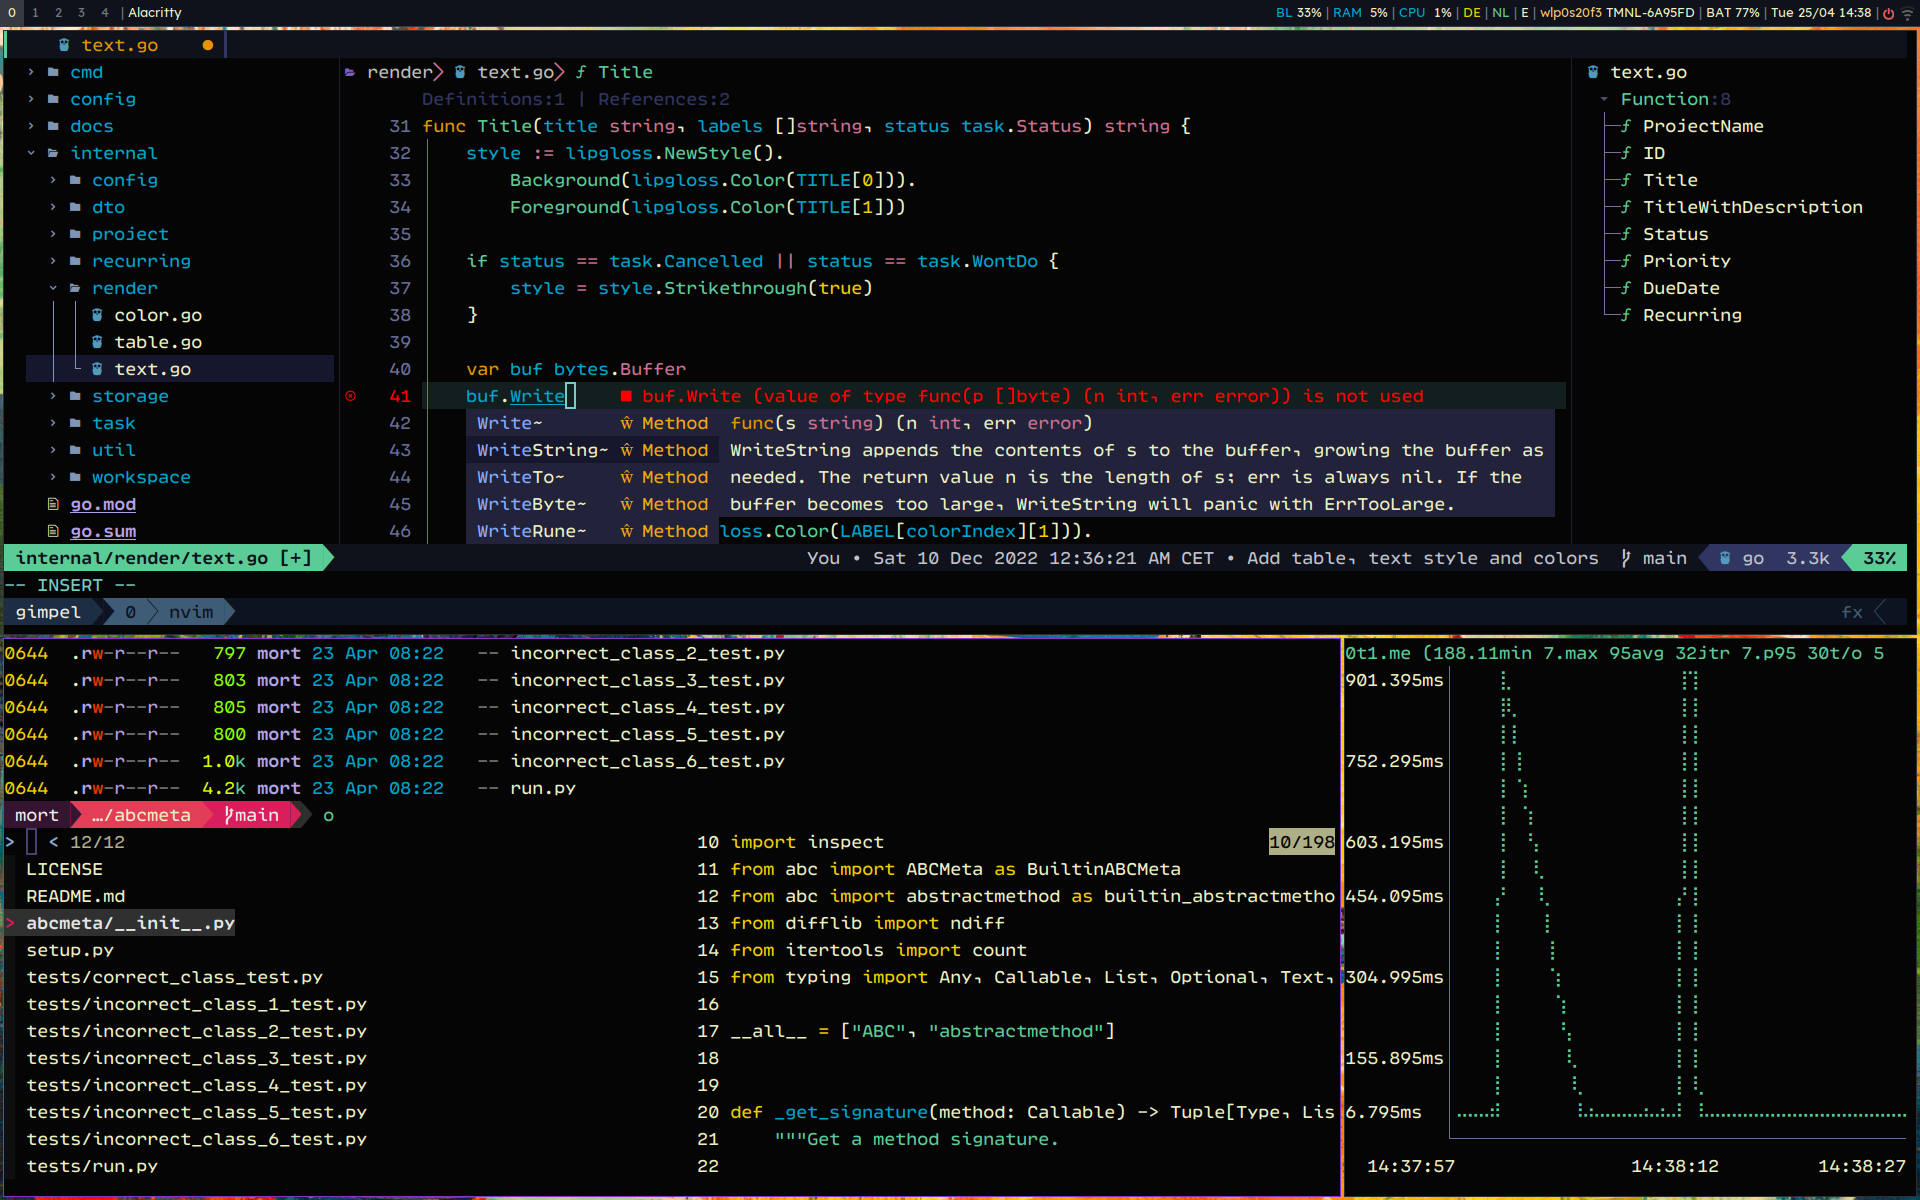 0 1 2 3 4 | Alacritty
BL 33% | RAM 5% | CPU 1% | DE | NL | E | wlp0s20f3 TMNL-6A95FD | BAT 77% | Tue 25/04 14:38 |
text.go
cmd
config
docs
internal
config
dto
project
recurring
render
color.go
table.go
text.go
storage
task
util
workspace
go.mod
go.sum
render text.go ƒ Title
Definitions:1 | References:2
31 func Title(title string, labels []string, status task.Status) string {
32 style := lipgloss.NewStyle().
33 Background(lipgloss.Color(TITLE[0])).
34 Foreground(lipgloss.Color(TITLE[1]))
35
36 if status == task.Cancelled || status == task.WontDo {
37 style = style.Strikethrough(true)
38 }
39
40 var buf bytes.Buffer
41 buf.Write ■ buf.Write (value of type func(p []byte) (n int, err error)) is not used
42 Write~ ŵ Method func(s string) (n int, err error)
43 WriteString~ ŵ Method WriteString appends the contents of s to the buffer, growing the buffer as
44 WriteTo~ ŵ Method needed. The return value n is the length of s; err is always nil. If the
45 WriteByte~ ŵ Method buffer becomes too large, WriteString will panic with ErrTooLarge.
46 WriteRune~ ŵ Method loss.Color(LABEL[colorIndex][1])).
text.go
Function:8
ƒ ProjectName
ƒ ID
ƒ Title
ƒ TitleWithDescription
ƒ Status
ƒ Priority
ƒ DueDate
ƒ Recurring
internal/render/text.go [+] You • Sat 10 Dec 2022 12:36:21 AM CET • Add table, text style and colors main go 3.3k 33%
-- INSERT --
gimpel 0 nvim fx
0644 .rw-r--r-- 797 mort 23 Apr 08:22 -- incorrect_class_2_test.py
0644 .rw-r--r-- 803 mort 23 Apr 08:22 -- incorrect_class_3_test.py
0644 .rw-r--r-- 805 mort 23 Apr 08:22 -- incorrect_class_4_test.py
0644 .rw-r--r-- 800 mort 23 Apr 08:22 -- incorrect_class_5_test.py
0644 .rw-r--r-- 1.0k mort 23 Apr 08:22 -- incorrect_class_6_test.py
0644 .rw-r--r-- 4.2k mort 23 Apr 08:22 -- run.py
mort …/abcmeta main o
> < 12/12
LICENSE
README.md
> abcmeta/__init__.py
setup.py
tests/correct_class_test.py
tests/incorrect_class_1_test.py
tests/incorrect_class_2_test.py
tests/incorrect_class_3_test.py
tests/incorrect_class_4_test.py
tests/incorrect_class_5_test.py
tests/incorrect_class_6_test.py
tests/run.py
10 import inspect 10/198
11 from abc import ABCMeta as BuiltinABCMeta
12 from abc import abstractmethod as builtin_abstractmetho
13 from difflib import ndiff
14 from itertools import count
15 from typing import Any, Callable, List, Optional, Text,
16
17 __all__ = ["ABC", "abstractmethod"]
18
19
20 def _get_signature(method: Callable) -> Tuple[Type, Lis
21 """Get a method signature.
22
0t1.me (188.11min 7.max 95avg 32jtr 7.p95 30t/o 5
901.395ms
752.295ms
603.195ms
454.095ms
304.995ms
155.895ms
6.795ms
14:37:57 14:38:12 14:38:27